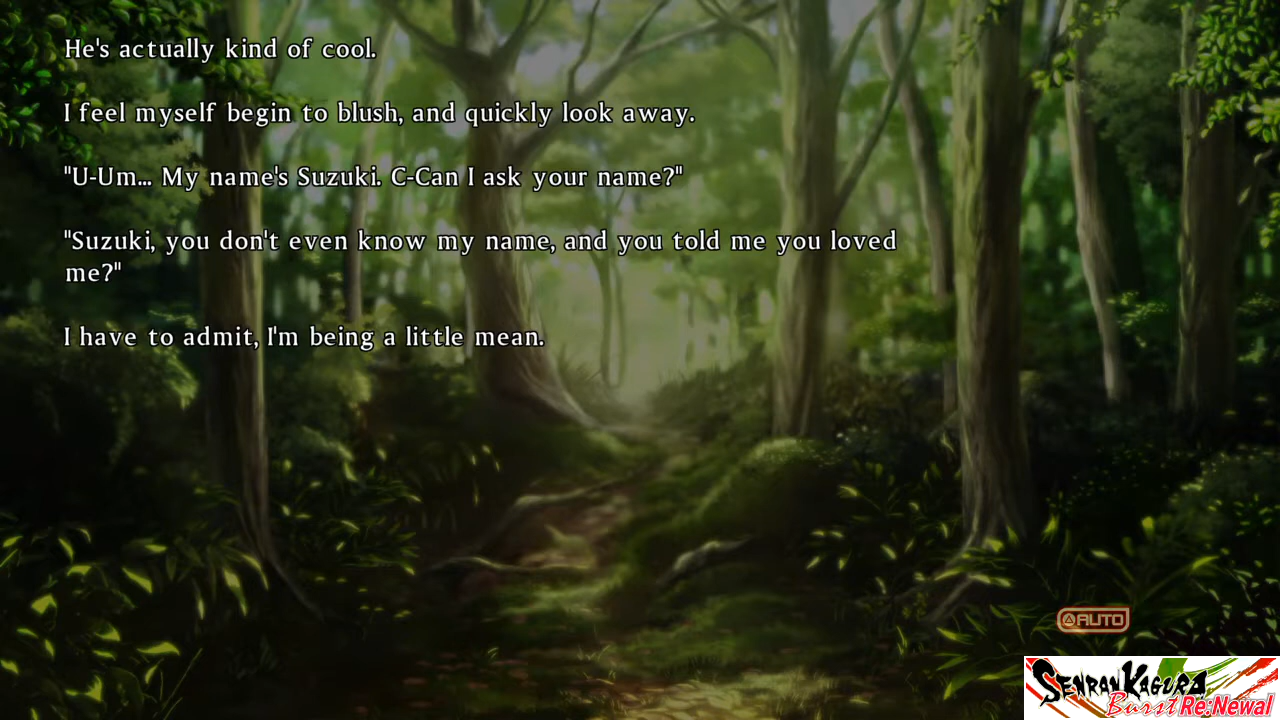 He's actually kind of cool.
I feel myself begin to blush, and quickly look away.
"U-Um... My name's Suzuki. C-Can I ask your name?"
"Suzuki, you don't even know my name, and you told me you loved
me?"
I have to admit, I'm being a little mean.
AUTO
SENRAN KAGURA
Burst Re:Newal